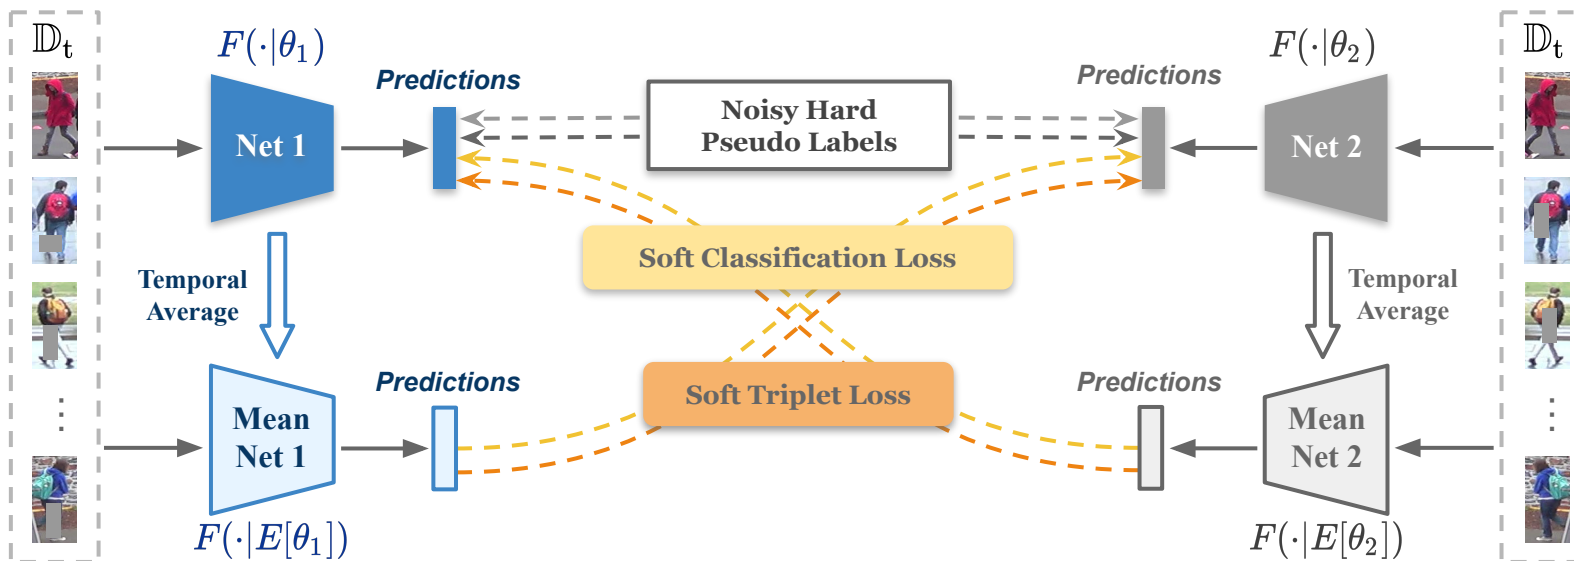 𝔻ₜ
F(·|θ₁)
Predictions
Noisy Hard
Pseudo Labels
Predictions
F(·|θ₂)
𝔻ₜ
Net 1
Net 2
Soft Classification Loss
Temporal
Average
Temporal
Average
Predictions
Soft Triplet Loss
Predictions
Mean
Net 1
Mean
Net 2
F(·|E[θ₁])
F(·|E[θ₂])